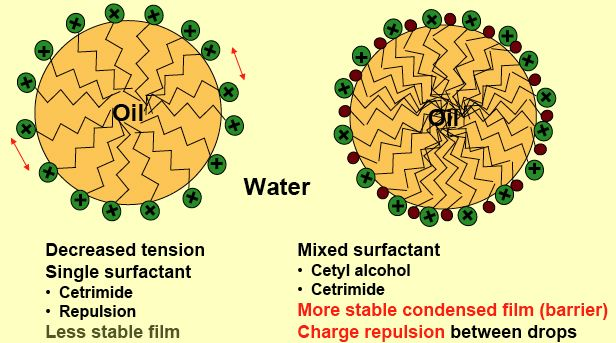 Oil
Oil
Water
Decreased tension
Single surfactant
• Cetrimide
• Repulsion
Less stable film
Mixed surfactant
• Cetyl alcohol
• Cetrimide
More stable condensed film (barrier)
Charge repulsion between drops